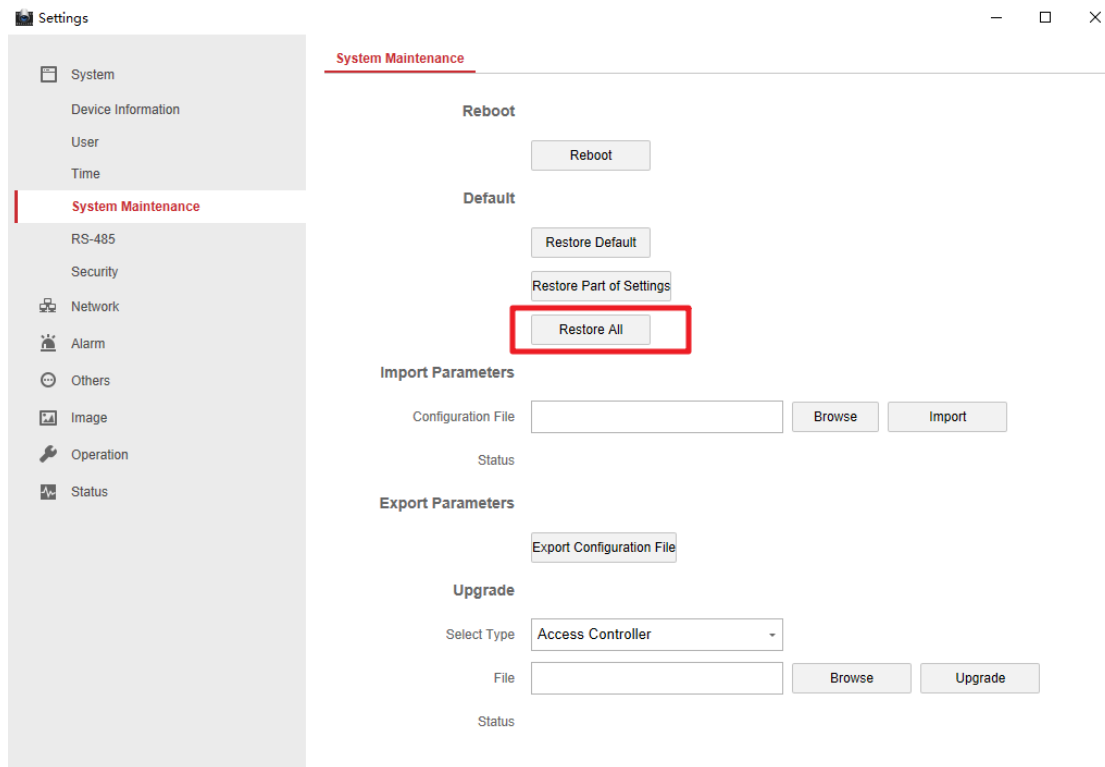 Settings
System
Device Information
User
Time
System Maintenance
RS-485
Security
Network
Alarm
Others
Image
Operation
Status
System Maintenance
Reboot
Reboot
Default
Restore Default
Restore Part of Settings
Restore All
Import Parameters
Configuration File Browse Import
Status
Export Parameters
Export Configuration File
Upgrade
Select Type Access Controller
File Browse Upgrade
Status